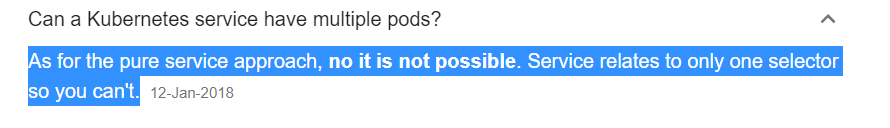 Can a Kubernetes service have multiple pods?
As for the pure service approach, no it is not possible. Service relates to only one selector
so you can't. 12-Jan-2018